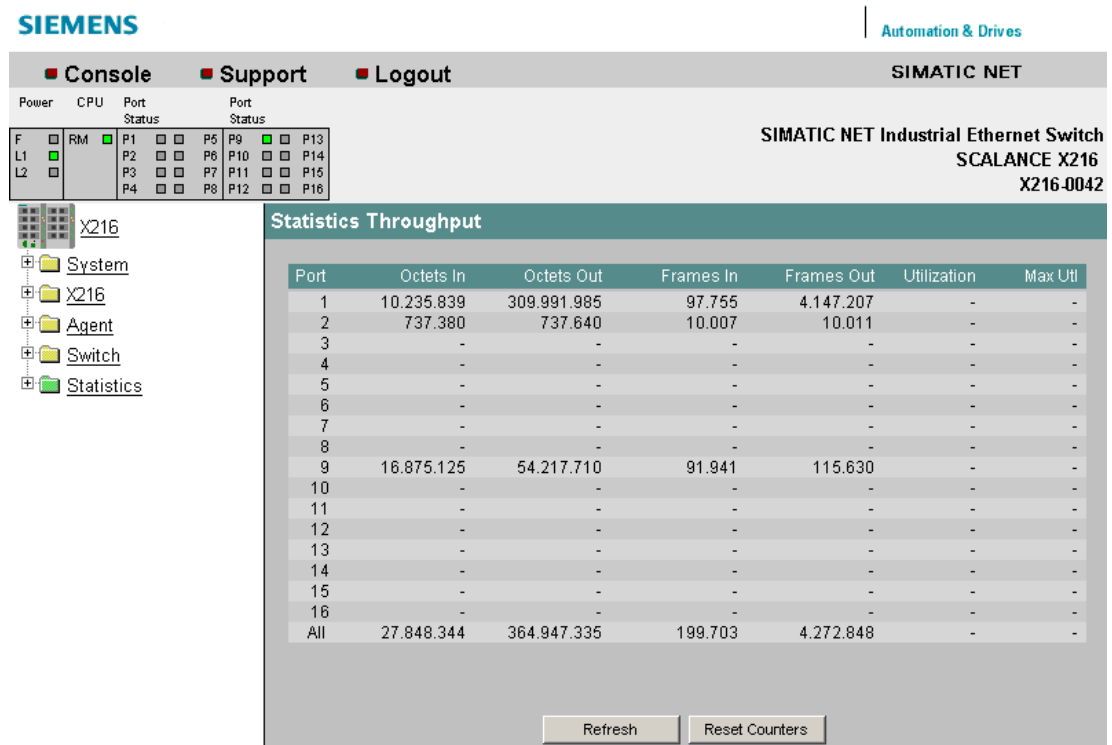 SIEMENS
Automation & Drives
Console Support Logout SIMATIC NET
Power CPU Port Status Port Status
F RM P1 P5 P9 P13
L1 P2 P6 P10 P14
L2 P3 P7 P11 P15
P4 P8 P12 P16
SIMATIC NET Industrial Ethernet Switch
SCALANCE X216
X216-0042
X216
System
X216
Agent
Switch
Statistics
Statistics Throughput
Port Octets In Octets Out Frames In Frames Out Utilization Max Utl
1 10.235.839 309.991.985 97.755 4.147.207 - -
2 737.380 737.640 10.007 10.011 - -
3 - - - - - -
4 - - - - - -
5 - - - - - -
6 - - - - - -
7 - - - - - -
8 - - - - - -
9 16.875.125 54.217.710 91.941 115.630 - -
10 - - - - - -
11 - - - - - -
12 - - - - - -
13 - - - - - -
14 - - - - - -
15 - - - - - -
16 - - - - - -
All 27.848.344 364.947.335 199.703 4.272.848 - -
Refresh Reset Counters